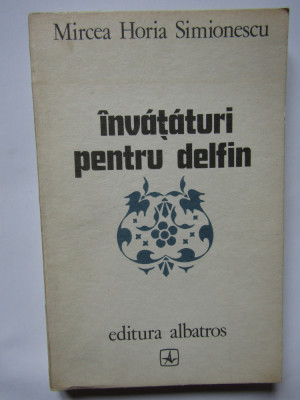 Mircea Horia Simionescu
învățături
pentru delfin
editura albatros